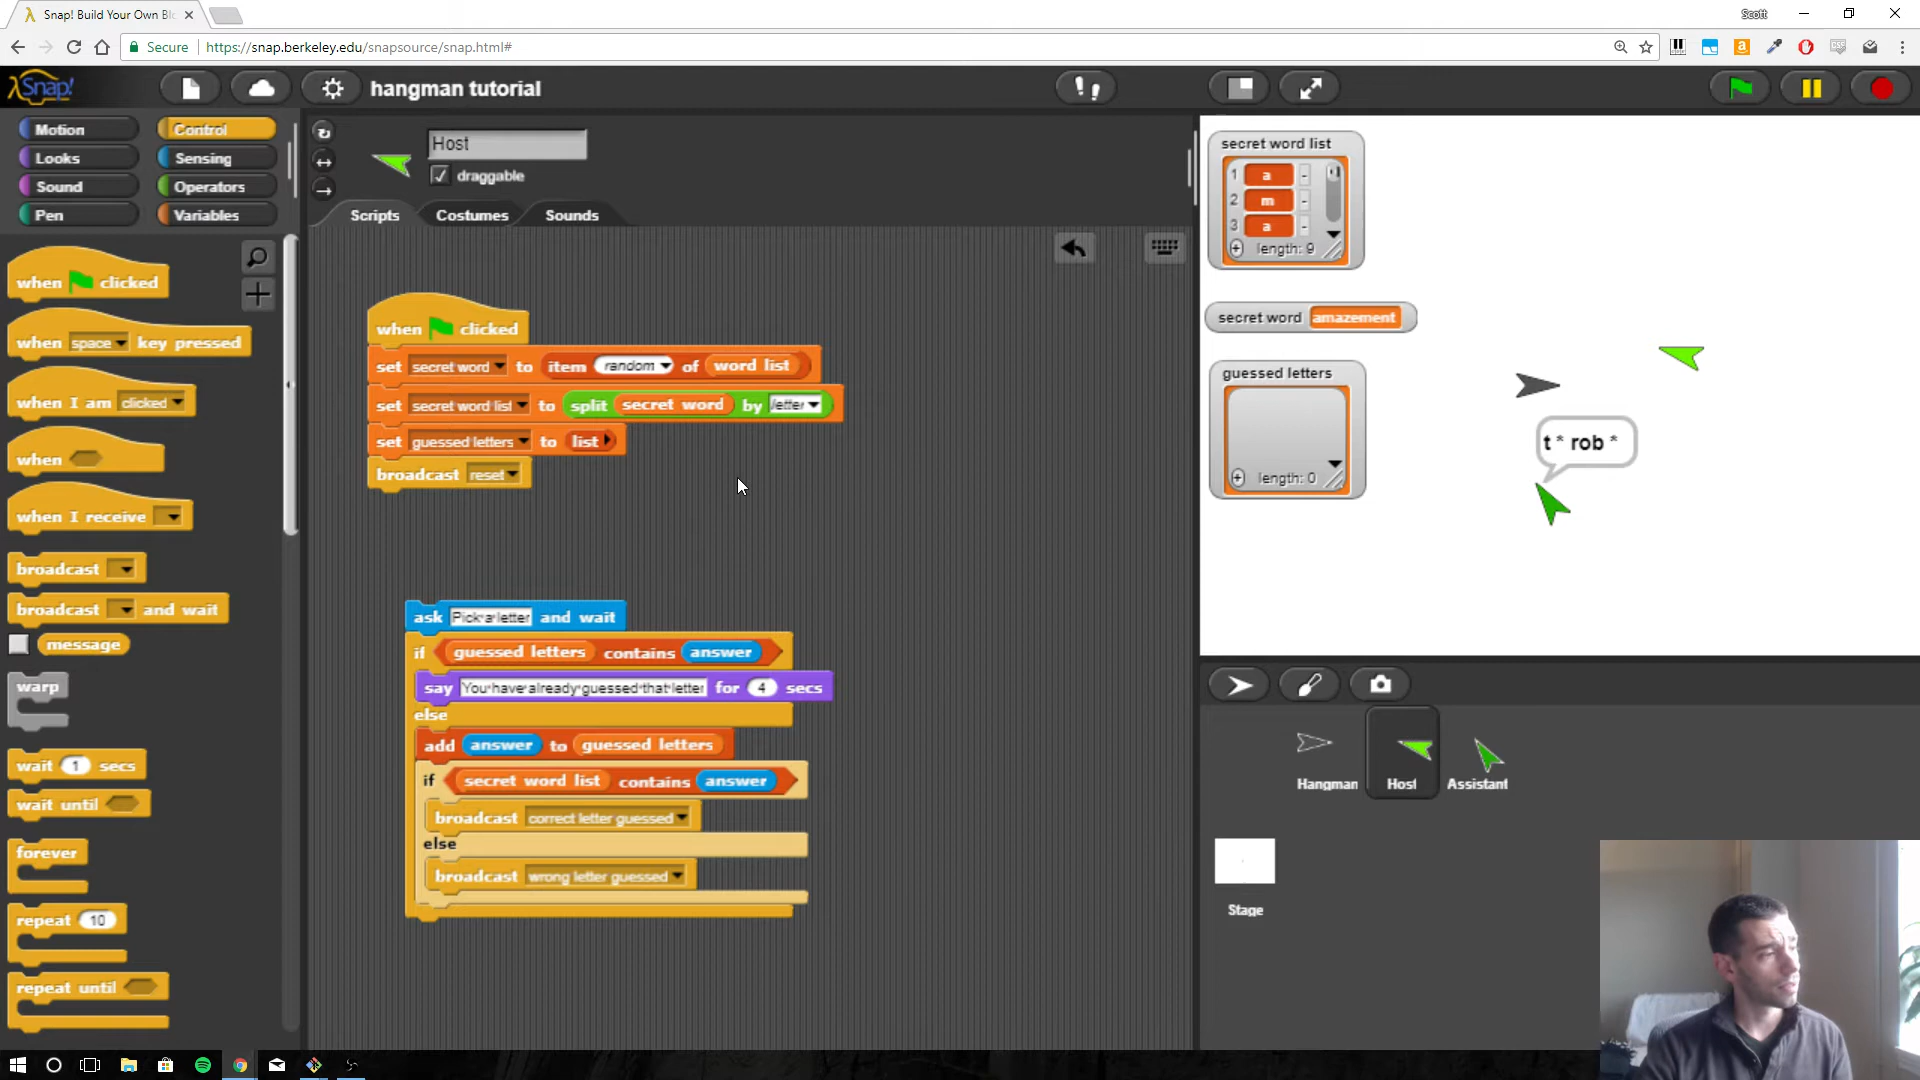 Snap! Build Your Own Bl
Scott
Secure
https://snap.berkeley.edu/snapsource/snap.html#
Snap!
hangman tutorial
Motion
Control
Looks
Sensing
Sound
Operators
Pen
Variables
when clicked
when space key pressed
when I am clicked
when
when I receive
broadcast
broadcast and wait
message
warp
wait 1 secs
wait until
forever
repeat 10
repeat until
Host
draggable
Scripts
Costumes
Sounds
when clicked
set secret word to item random of word list
set secret word list to split secret word by letter
set guessed letters to list
broadcast reset
ask Pick a letter and wait
if guessed letters contains answer
say You have already guessed that letter for 4 secs
else
add answer to guessed letters
if secret word list contains answer
broadcast correct letter guessed
else
broadcast wrong letter guessed
secret word list
1 a -
2 m -
3 a -
+ length: 9
secret word amazement
guessed letters
+ length: 0
t * rob *
Hangman
Host
Assistant
Stage